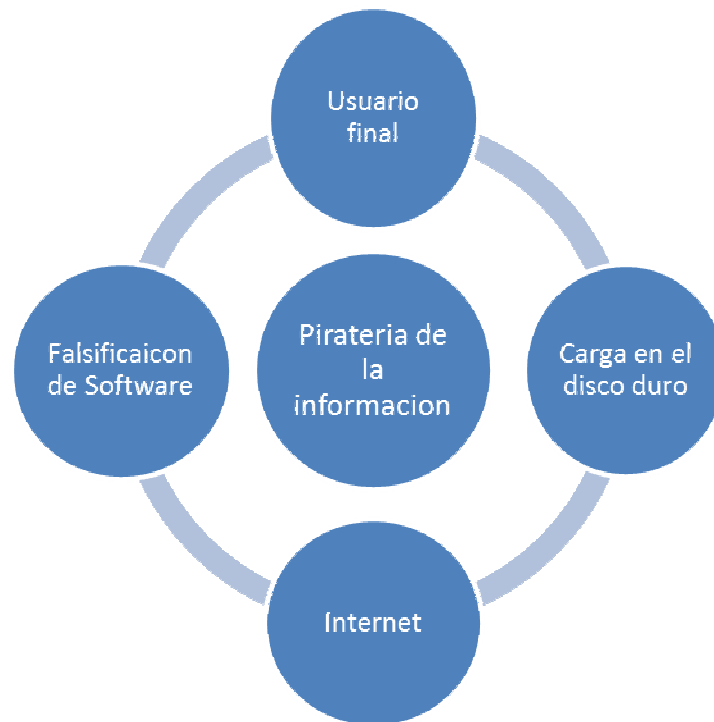 Usuario
final
Falsificaicon
de Software
Pirateria de
la
informacion
Carga en el
disco duro
Internet